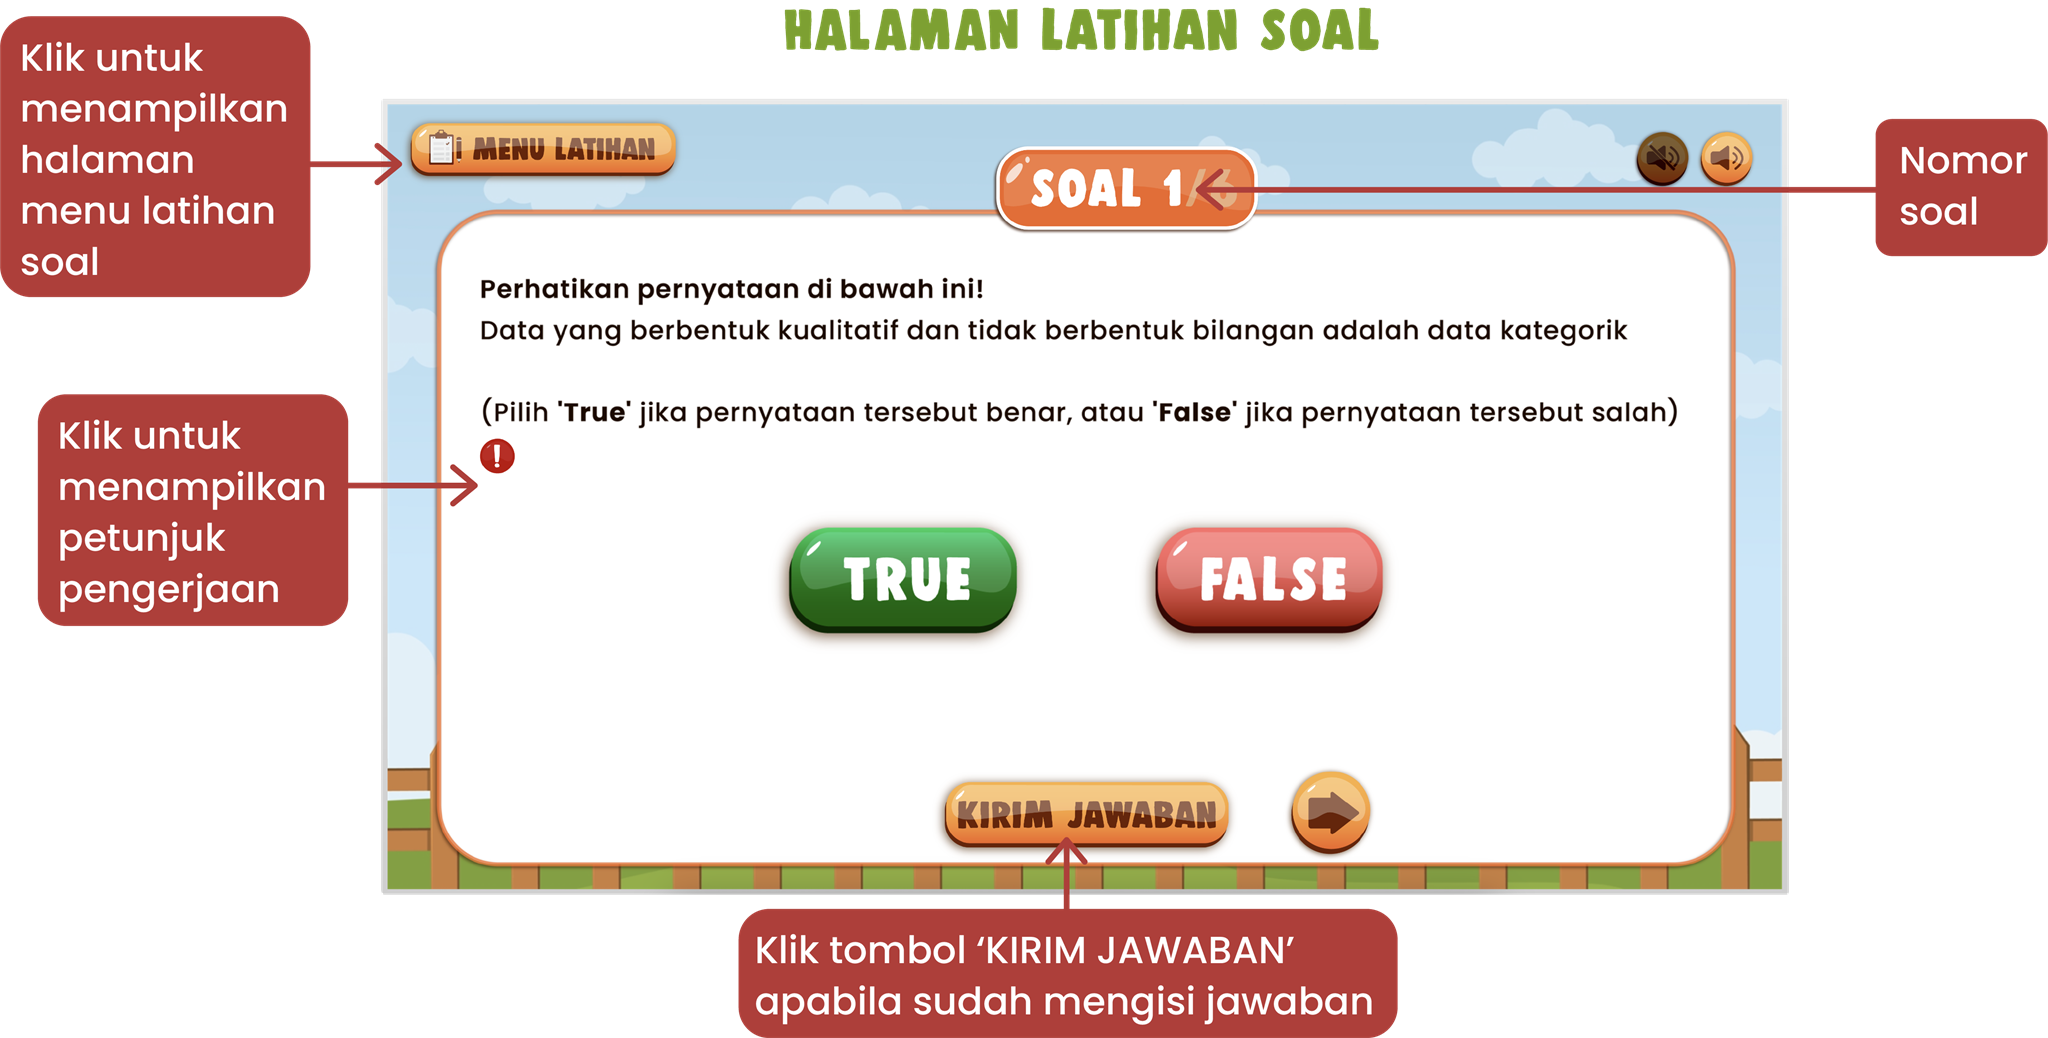 HALAMAN LATIHAN SOAL
Klik untuk
menampilkan
halaman
menu latihan
soal
MENU LATIHAN
SOAL 1/6
Nomor
soal
Perhatikan pernyataan di bawah ini!
Data yang berbentuk kualitatif dan tidak berbentuk bilangan adalah data kategorik
(Pilih 'True' jika pernyataan tersebut benar, atau 'False' jika pernyataan tersebut salah)
!
Klik untuk
menampilkan
petunjuk
pengerjaan
TRUE
FALSE
KIRIM JAWABAN
Klik tombol ‘KIRIM JAWABAN’
apabila sudah mengisi jawaban